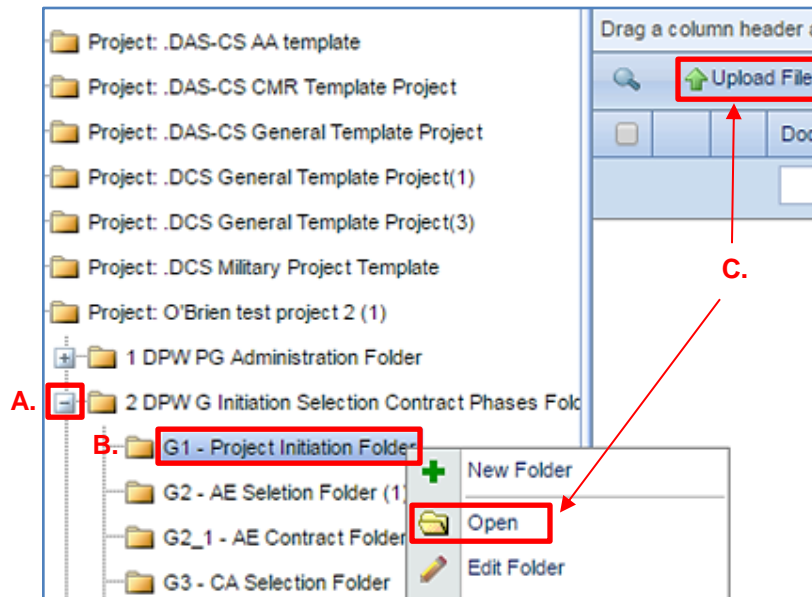 Project: .DAS-CS AA template
Project: .DAS-CS CMR Template Project
Project: .DAS-CS General Template Project
Project: .DCS General Template Project(1)
Project: .DCS General Template Project(3)
Project: .DCS Military Project Template
Project: O'Brien test project 2 (1)
1 DPW PG Administration Folder
A. 2 DPW G Initiation Selection Contract Phases Fold
B. G1 - Project Initiation Folder
G2 - AE Seletion Folder (1)
G2_1 - AE Contract Folder
G3 - CA Selection Folder
New Folder
Open
Edit Folder
Drag a column header a
Upload File
Doc
C.